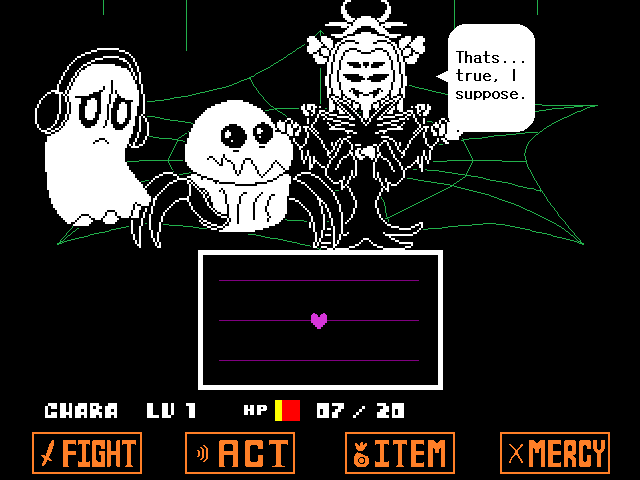 Thats...
true, I
suppose.
CHARA LV 1 HP 07 / 20
FIGHT ACT ITEM MERCY